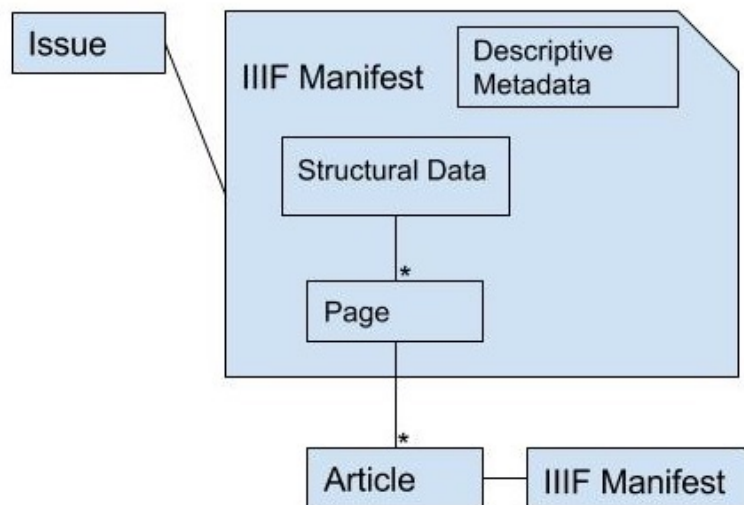 Issue
IIIF Manifest
Descriptive
Metadata
Structural Data
*
Page
*
Article
IIIF Manifest